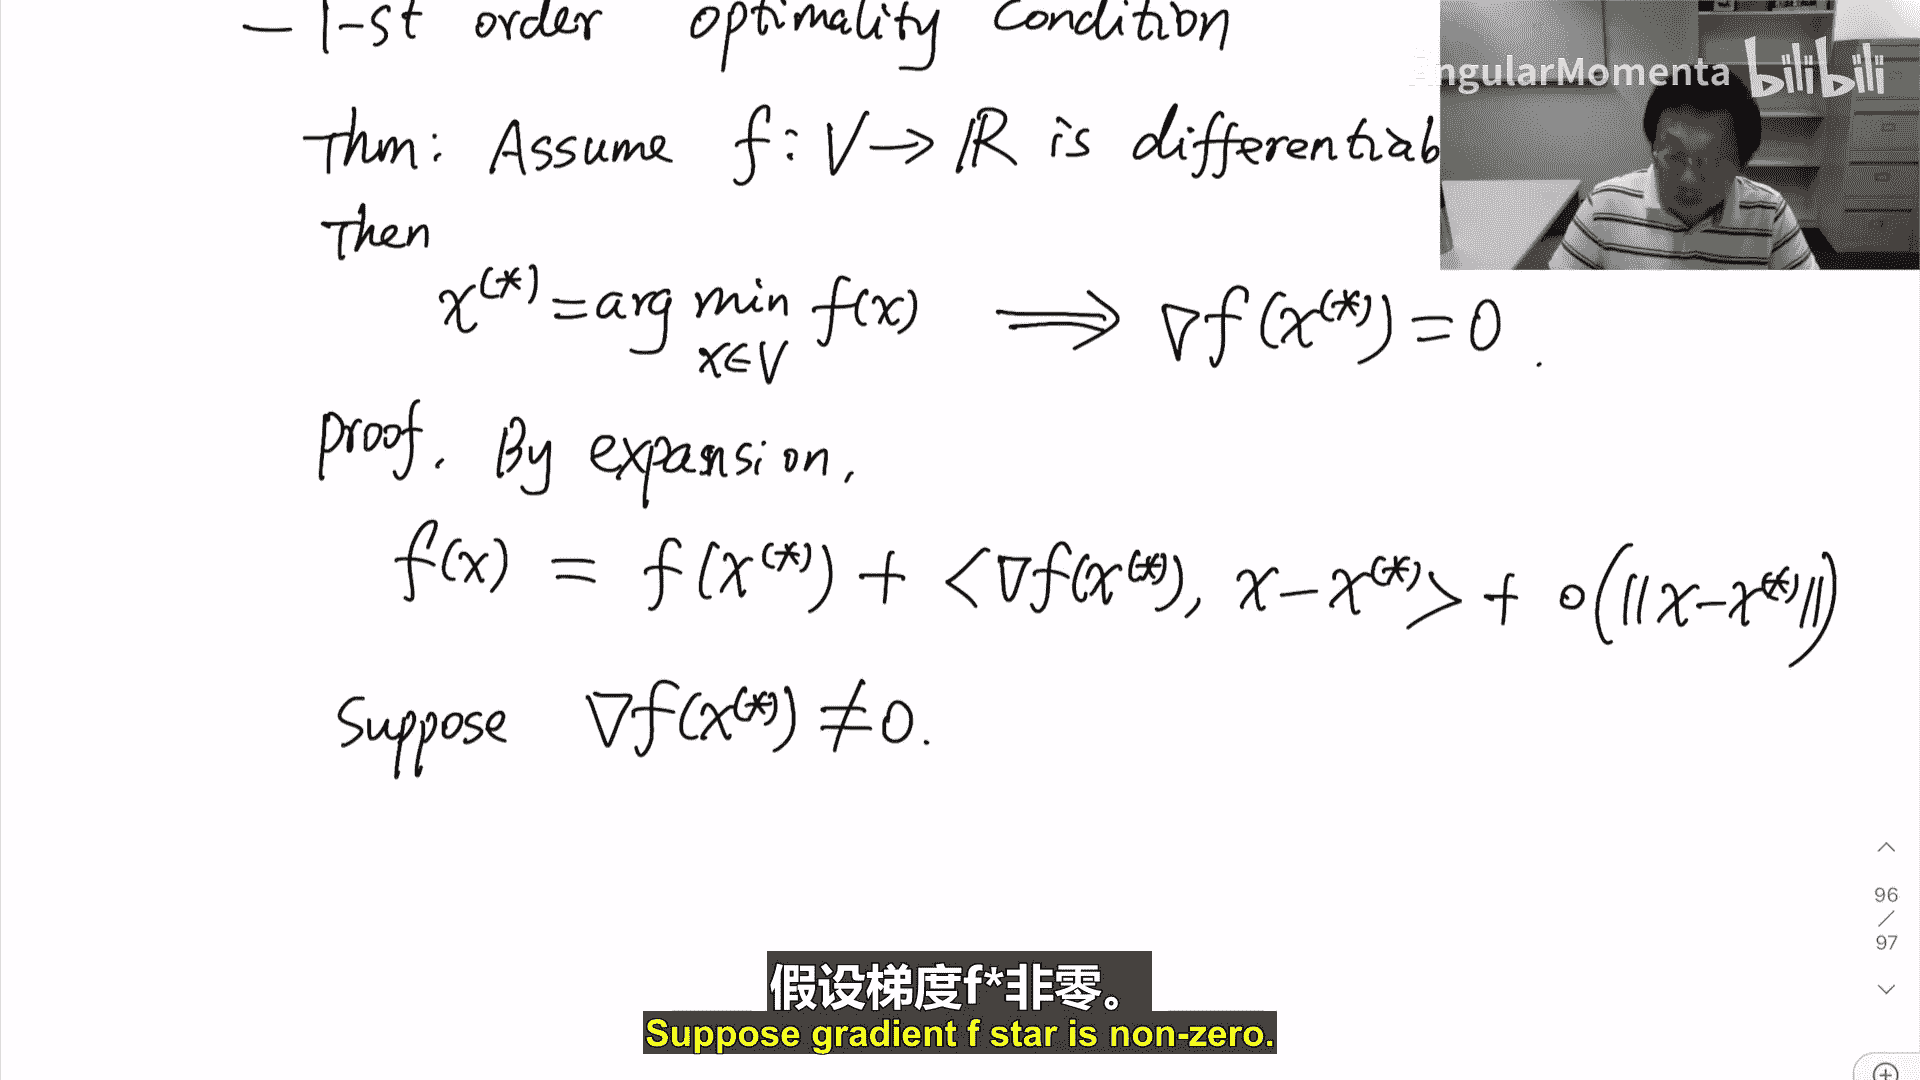 — 1-st order optimality condition
AngularMomenta bilibili
Thm: Assume f: V → ℝ is differentiab
Then
x^(*) = arg min f(x) ⟹ ∇f(x^(*)) = 0.
x∈V
Proof. By expansion,
f(x) = f(x^(*)) + <∇f(x^(*)), x - x^(*)> + o(||x - x^(*)||)
Suppose ∇f(x^(*)) ≠ 0.
96
/
97
假设梯度f*非零。
Suppose gradient f star is non-zero.